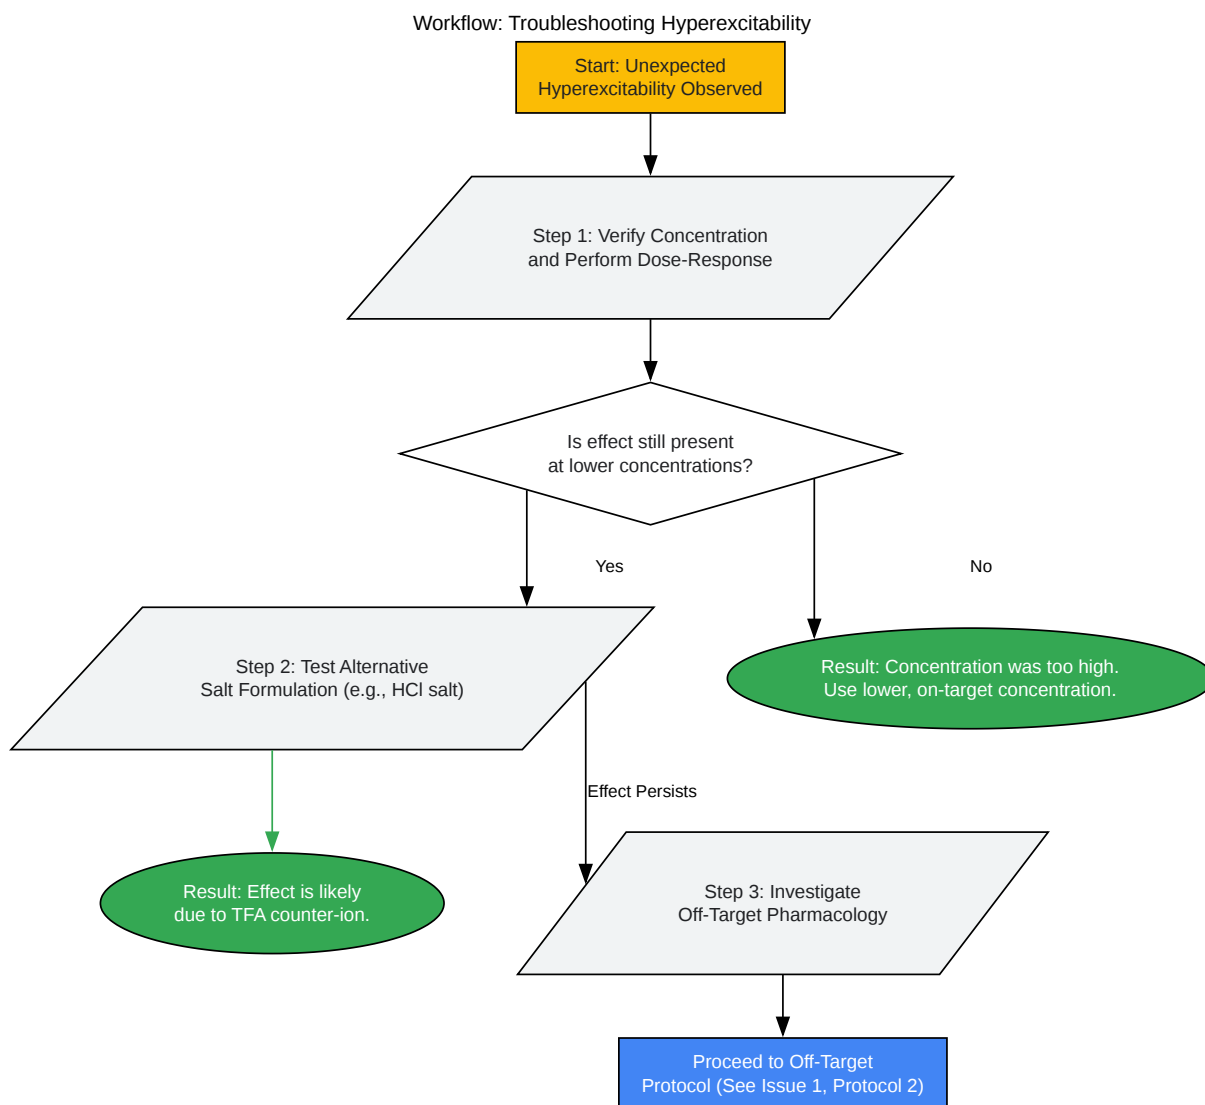 Workflow: Troubleshooting Hyperexcitability
Start: Unexpected
Hyperexcitability Observed
Step 1: Verify Concentration
and Perform Dose-Response
Is effect still present
at lower concentrations?
Yes
No
Step 2: Test Alternative
Salt Formulation (e.g., HCl salt)
Result: Concentration was too high.
Use lower, on-target concentration.
Effect Persists
Result: Effect is likely
due to TFA counter-ion.
Step 3: Investigate
Off-Target Pharmacology
Proceed to Off-Target
Protocol (See Issue 1, Protocol 2)